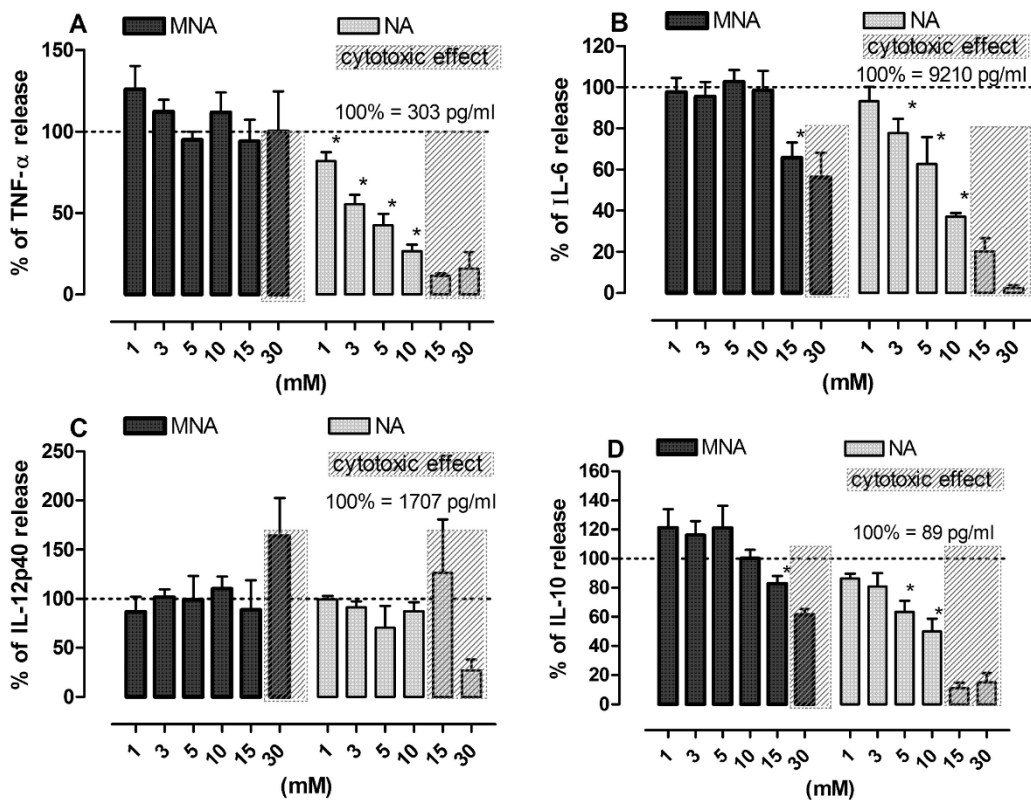 A MNA NA
cytotoxic effect
100% = 303 pg/ml
% of TNF-α release
150
100
50
0
* * * *
1 3 5 10 15 30 1 3 5 10 15 30
(mM)
B MNA NA
cytotoxic effect
100% = 9210 pg/ml
% of IL-6 release
120
100
80
60
40
20
0
* * * *
1 3 5 10 15 30 1 3 5 10 15 30
(mM)
C MNA NA
cytotoxic effect
100% = 1707 pg/ml
% of IL-12p40 release
250
200
150
100
50
0
1 3 5 10 15 30 1 3 5 10 15 30
(mM)
D MNA NA
cytotoxic effect
100% = 89 pg/ml
% of IL-10 release
160
140
120
100
80
60
40
20
0
* * *
1 3 5 10 15 30 1 3 5 10 15 30
(mM)